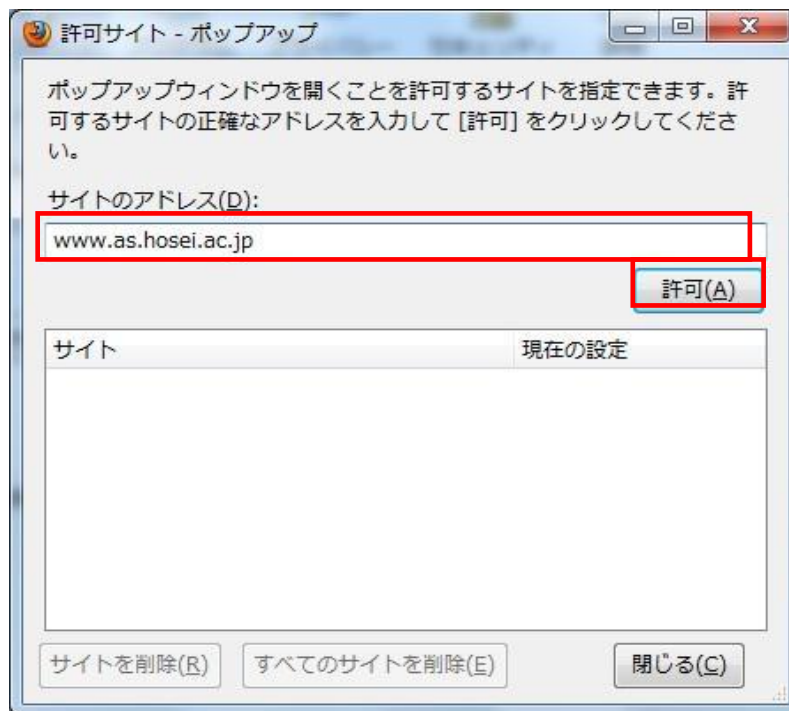 許可サイト - ポップアップ
ポップアップウィンドウを開くことを許可するサイトを指定できます。許
可するサイトの正確なアドレスを入力して [許可] をクリックしてくださ
い。
サイトのアドレス(D):
www.as.hosei.ac.jp
許可(A)
サイト 現在の設定
サイトを削除(R) すべてのサイトを削除(E) 閉じる(C)